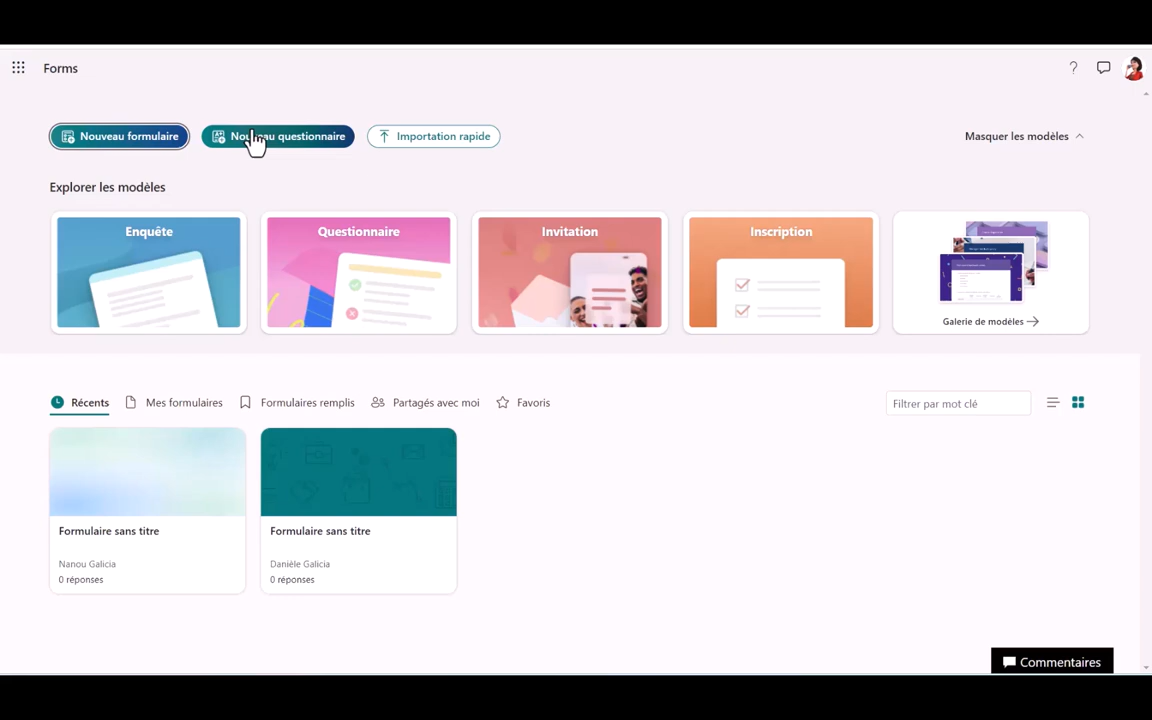 Forms
Nouveau formulaire
Nouveau questionnaire
Importation rapide
Masquer les modèles
Explorer les modèles
Enquête
Questionnaire
Invitation
Inscription
Galerie de modèles
Récents
Mes formulaires
Formulaires remplis
Partagés avec moi
Favoris
Filtrer par mot clé
Formulaire sans titre
Nanou Galicia
0 réponses
Formulaire sans titre
Danièle Galicia
0 réponses
Commentaires